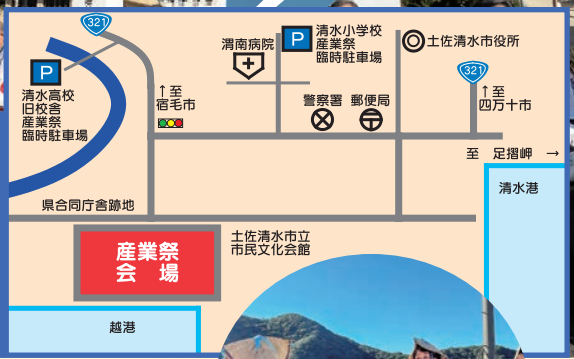 321
P
清水高校
旧校舎
産業祭
臨時駐車場
↑至
宿毛市
渭南病院
P
清水小学校
産業祭
臨時駐車場
土佐清水市役所
警察署
郵便局
321
↑至
四万十市
至 足摺岬 →
清水港
県合同庁舎跡地
産業祭
会 場
土佐清水市立
市民文化会館
越港